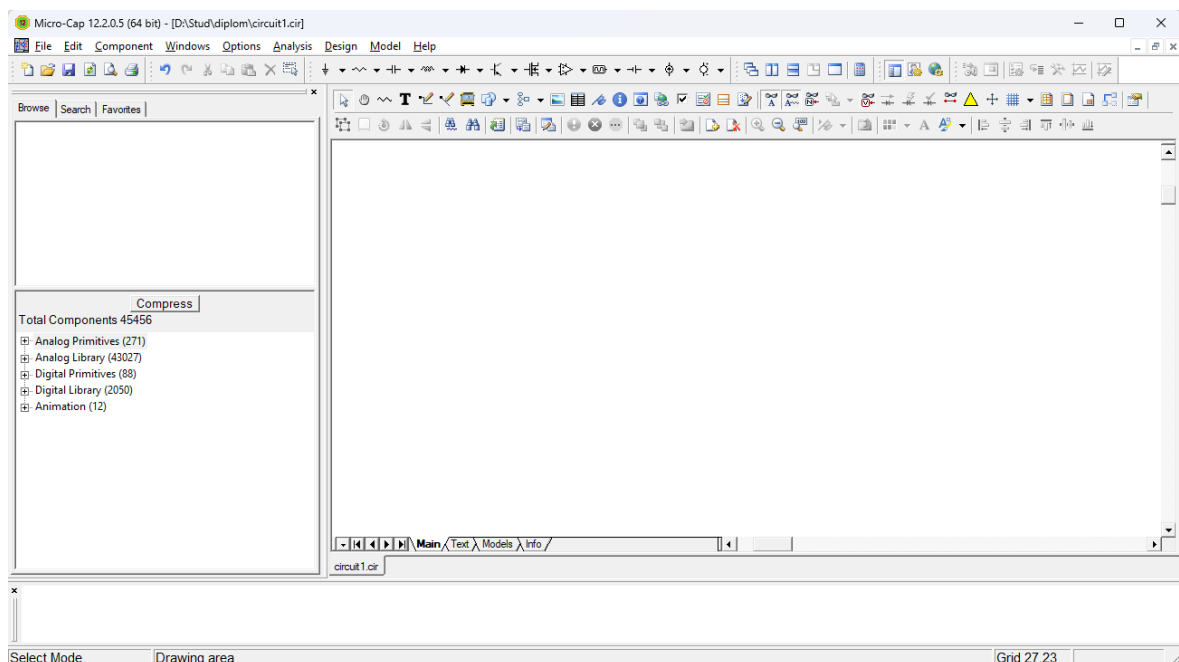 Micro-Cap 12.2.0.5 (64 bit) - [D:\Stud\diplom\circuit1.cir]
File Edit Component Windows Options Analysis Design Model Help
Browse Search Favorites
Compress
Total Components 45456
Analog Primitives (271)
Analog Library (43027)
Digital Primitives (88)
Digital Library (2050)
Animation (12)
Main Text Models Info
circuit1.cir
Select Mode Drawing area Grid 27,23